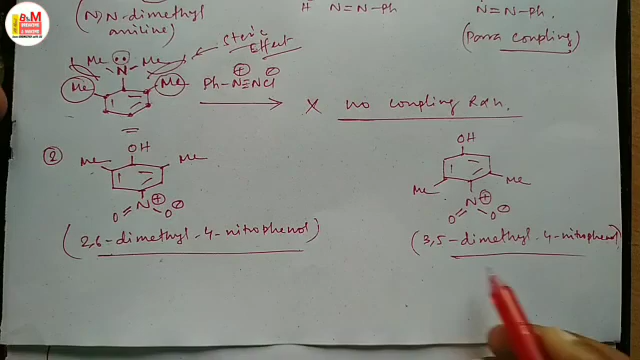 B&M
(N,N-dimethyl
aniline)
H N=N-Ph
N=N-Ph.
(Para coupling)
Steric
Effect
Me N Me
Me Me Ph-N≡NCl
⊕ ⊖
X no coupling Rxn.
② OH
Me Me
N ⊕
O O ⊖
(2,6-dimethyl-4-nitrophenol)
OH
Me Me
N ⊕
O O ⊖
(3,5-dimethyl-4-nitrophenol)